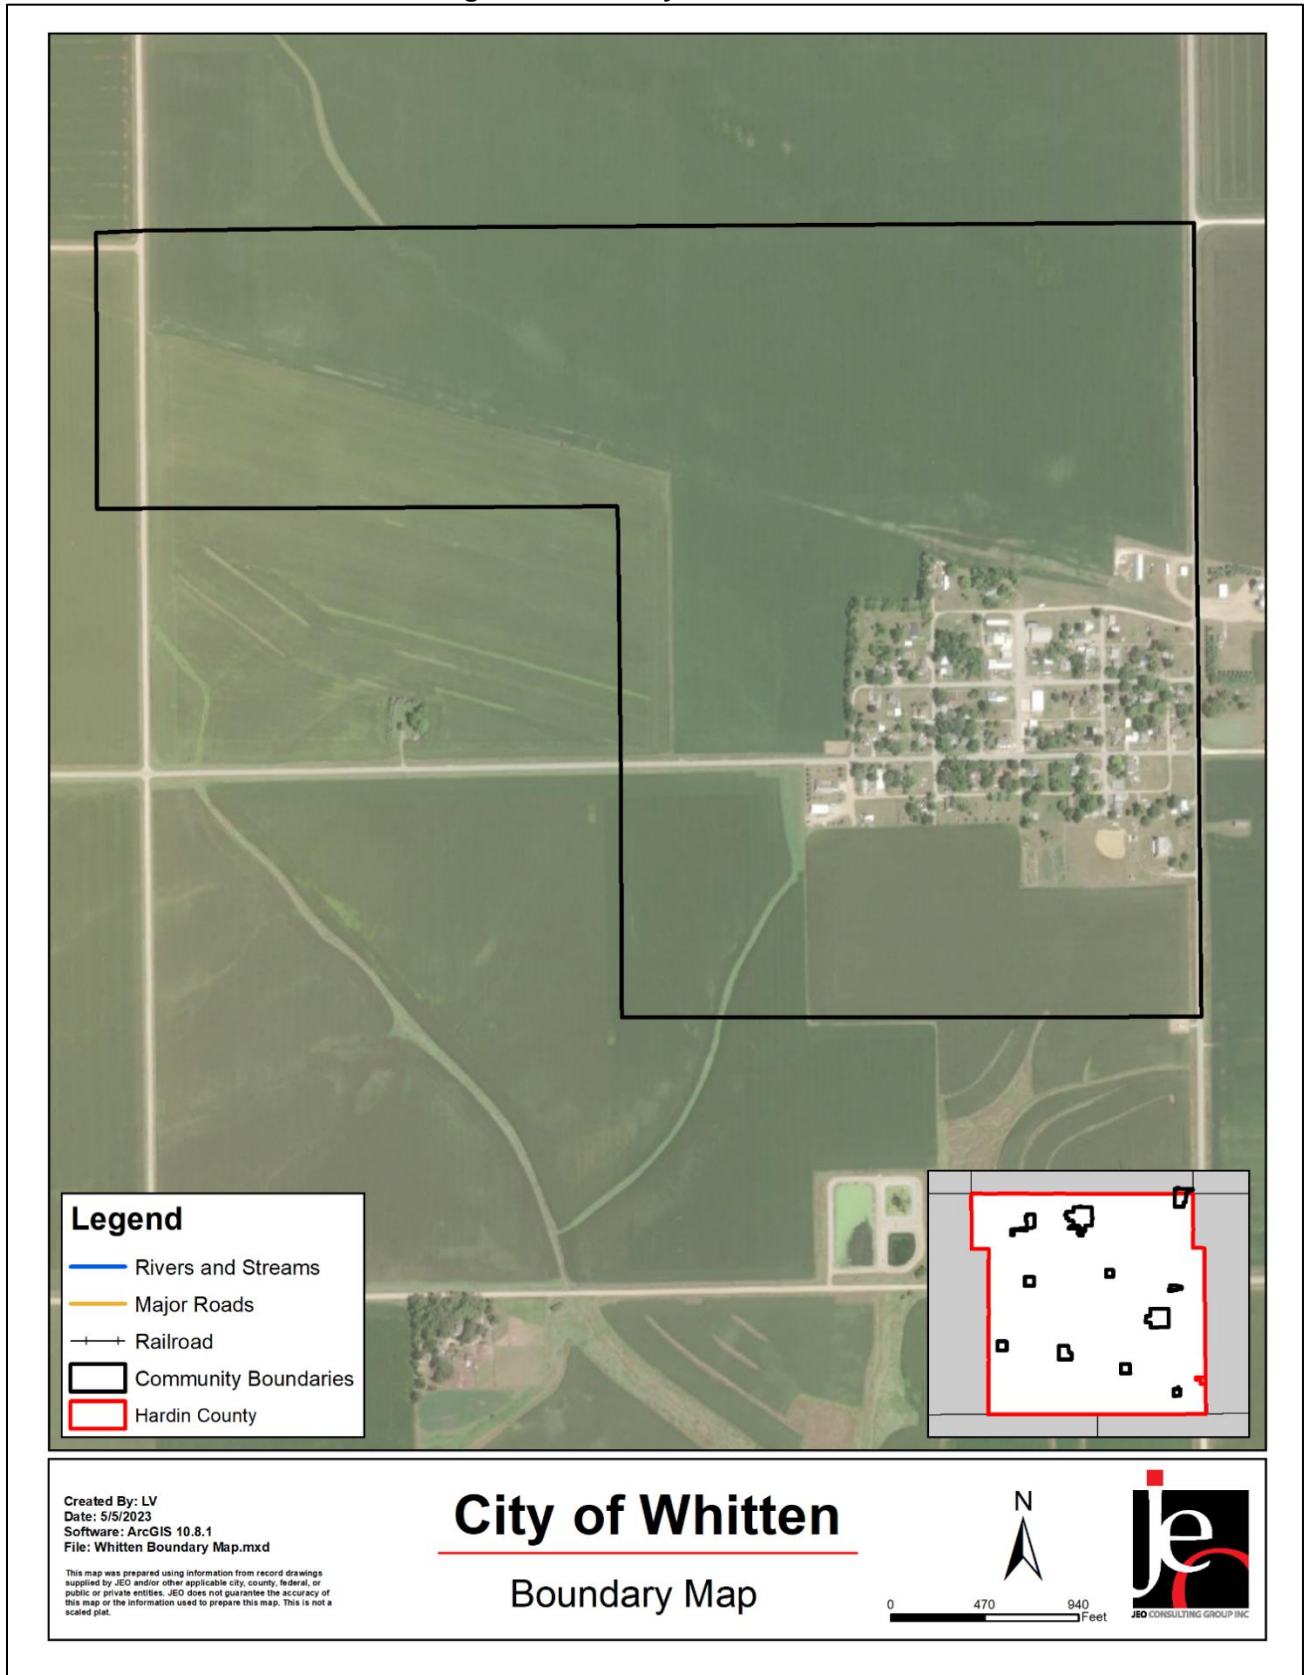 Legend
Rivers and Streams
Major Roads
Railroad
Community Boundaries
Hardin County
Created By: LV
Date: 5/5/2023
Software: ArcGIS 10.8.1
File: Whitten Boundary Map.mxd
This map was prepared using information from record drawings
supplied by JEO and/or other applicable city, county, federal, or
public or private entities. JEO does not guarantee the accuracy of
this map or the information used to prepare this map. This is not a
scaled plat.
City of Whitten
Boundary Map
N
0 470 940
Feet
jeo
JEO CONSULTING GROUP INC